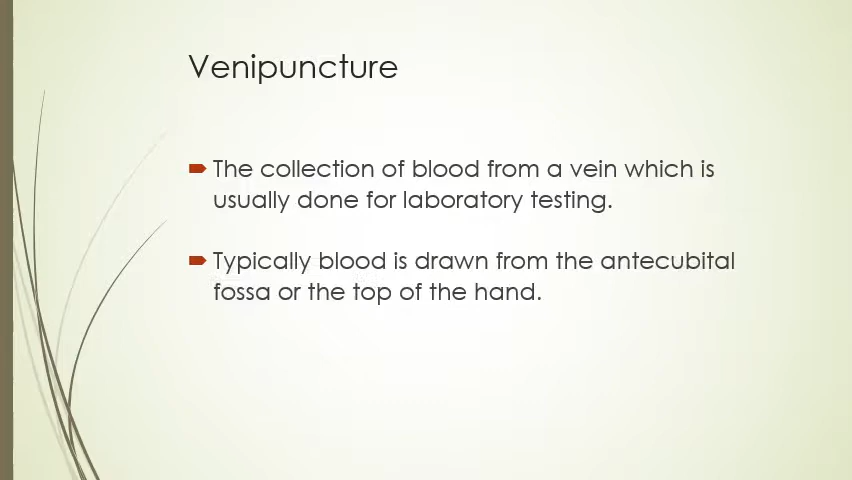 Venipuncture
The collection of blood from a vein which is
usually done for laboratory testing.
Typically blood is drawn from the antecubital
fossa or the top of the hand.